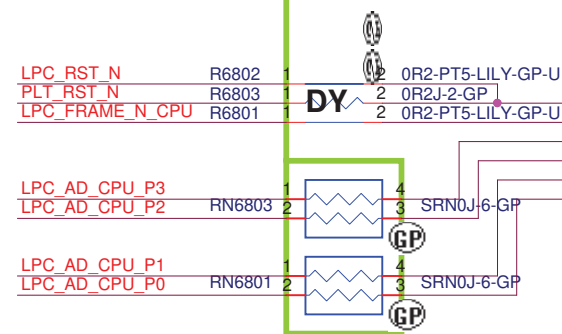 LPC_RST_N R6802 1 2 0R2-PT5-LILY-GP-U
PLT_RST_N R6803 1 DY 2 0R2J-2-GP
LPC_FRAME_N_CPU R6801 1 2 0R2-PT5-LILY-GP-U
LPC_AD_CPU_P3 1 4
LPC_AD_CPU_P2 RN6803 2 3 SRN0J-6-GP
GP
LPC_AD_CPU_P1 1 4
LPC_AD_CPU_P0 RN6801 2 3 SRN0J-6-GP
GP